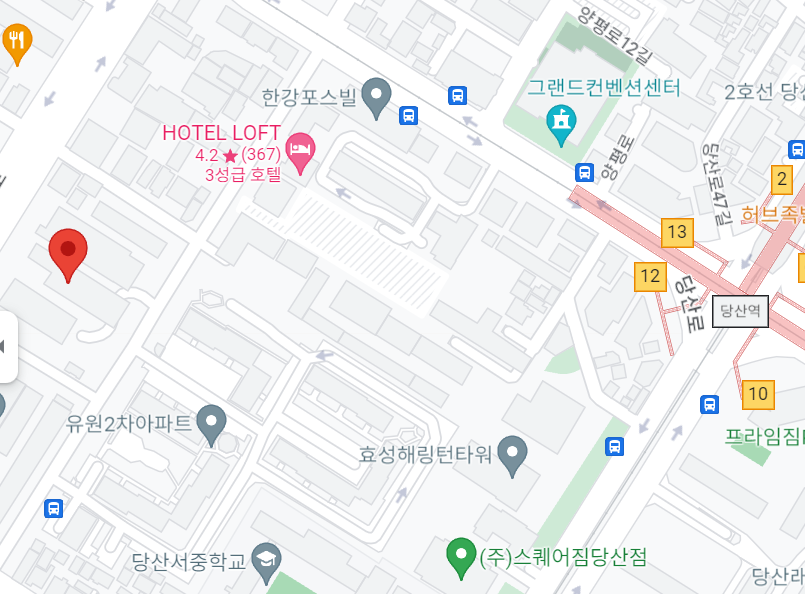 양평로12길
그랜드컨벤션센터
2호선 당산
한강포스빌
HOTEL LOFT
4.2 ★ (367)
3성급 호텔
양평로
당산로47길
2
허브족발
13
12
당산로
당산역
10
유원2차아파트
프라임짐
효성해링턴타워
당산서중학교
(주)스퀘어짐당산점
당산래